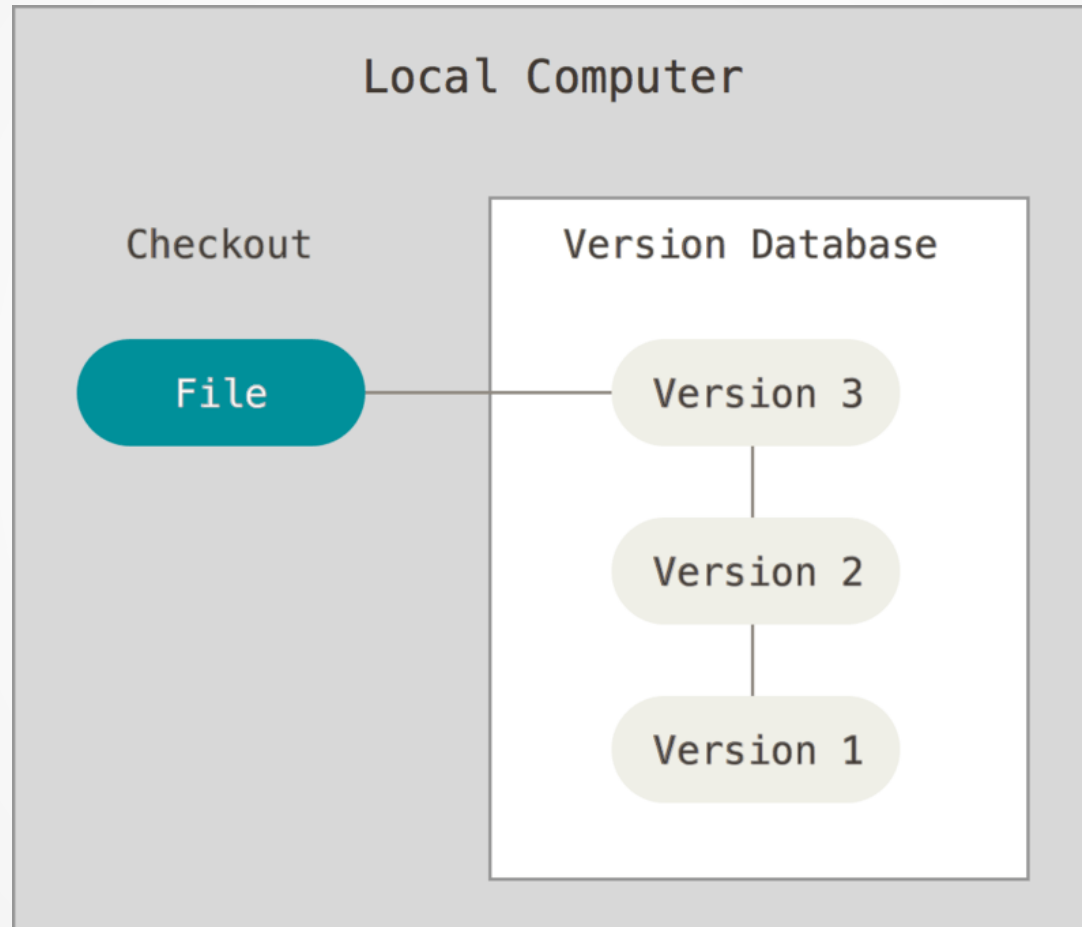 Local Computer
Checkout
Version Database
File
Version 3
Version 2
Version 1